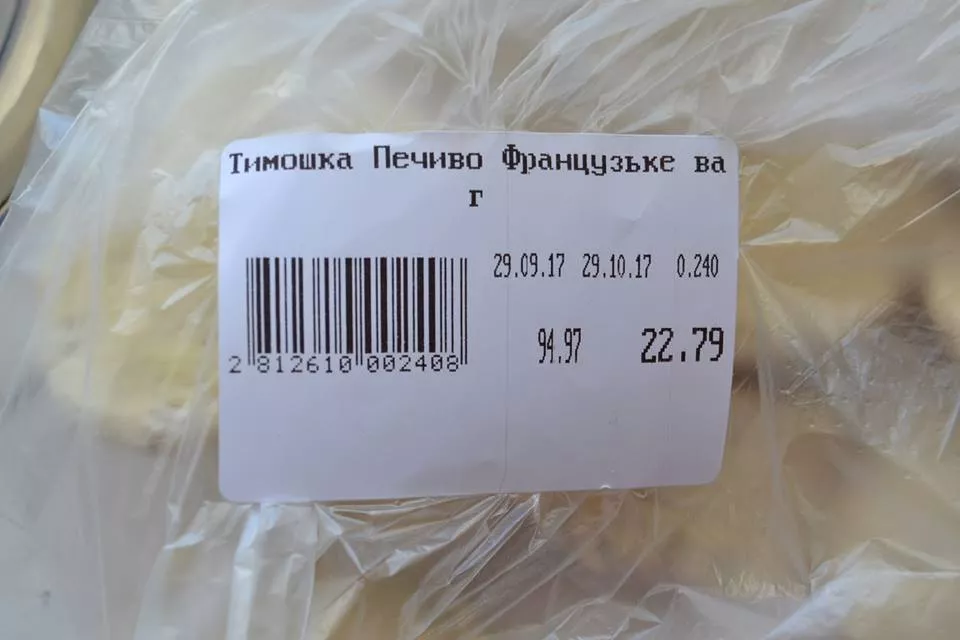 Тимошка Печиво Французьке ва
г
29.09.17 29.10.17 0.240
94.97 22.79
2 812610 002408